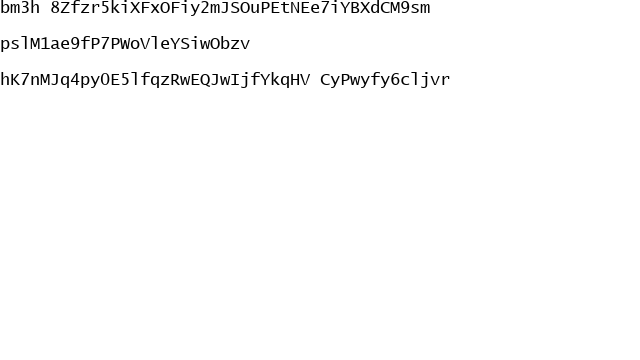 bm3h 8Zfzr5kiXFxOFiy2mJSOuPEtNEe7iYBXdCM9sm
pslM1ae9fP7PWoVleYSiwObzv
hK7nMJq4pyOE5lfqzRwEQJwIjfYkqHV CyPwyfy6cljvr